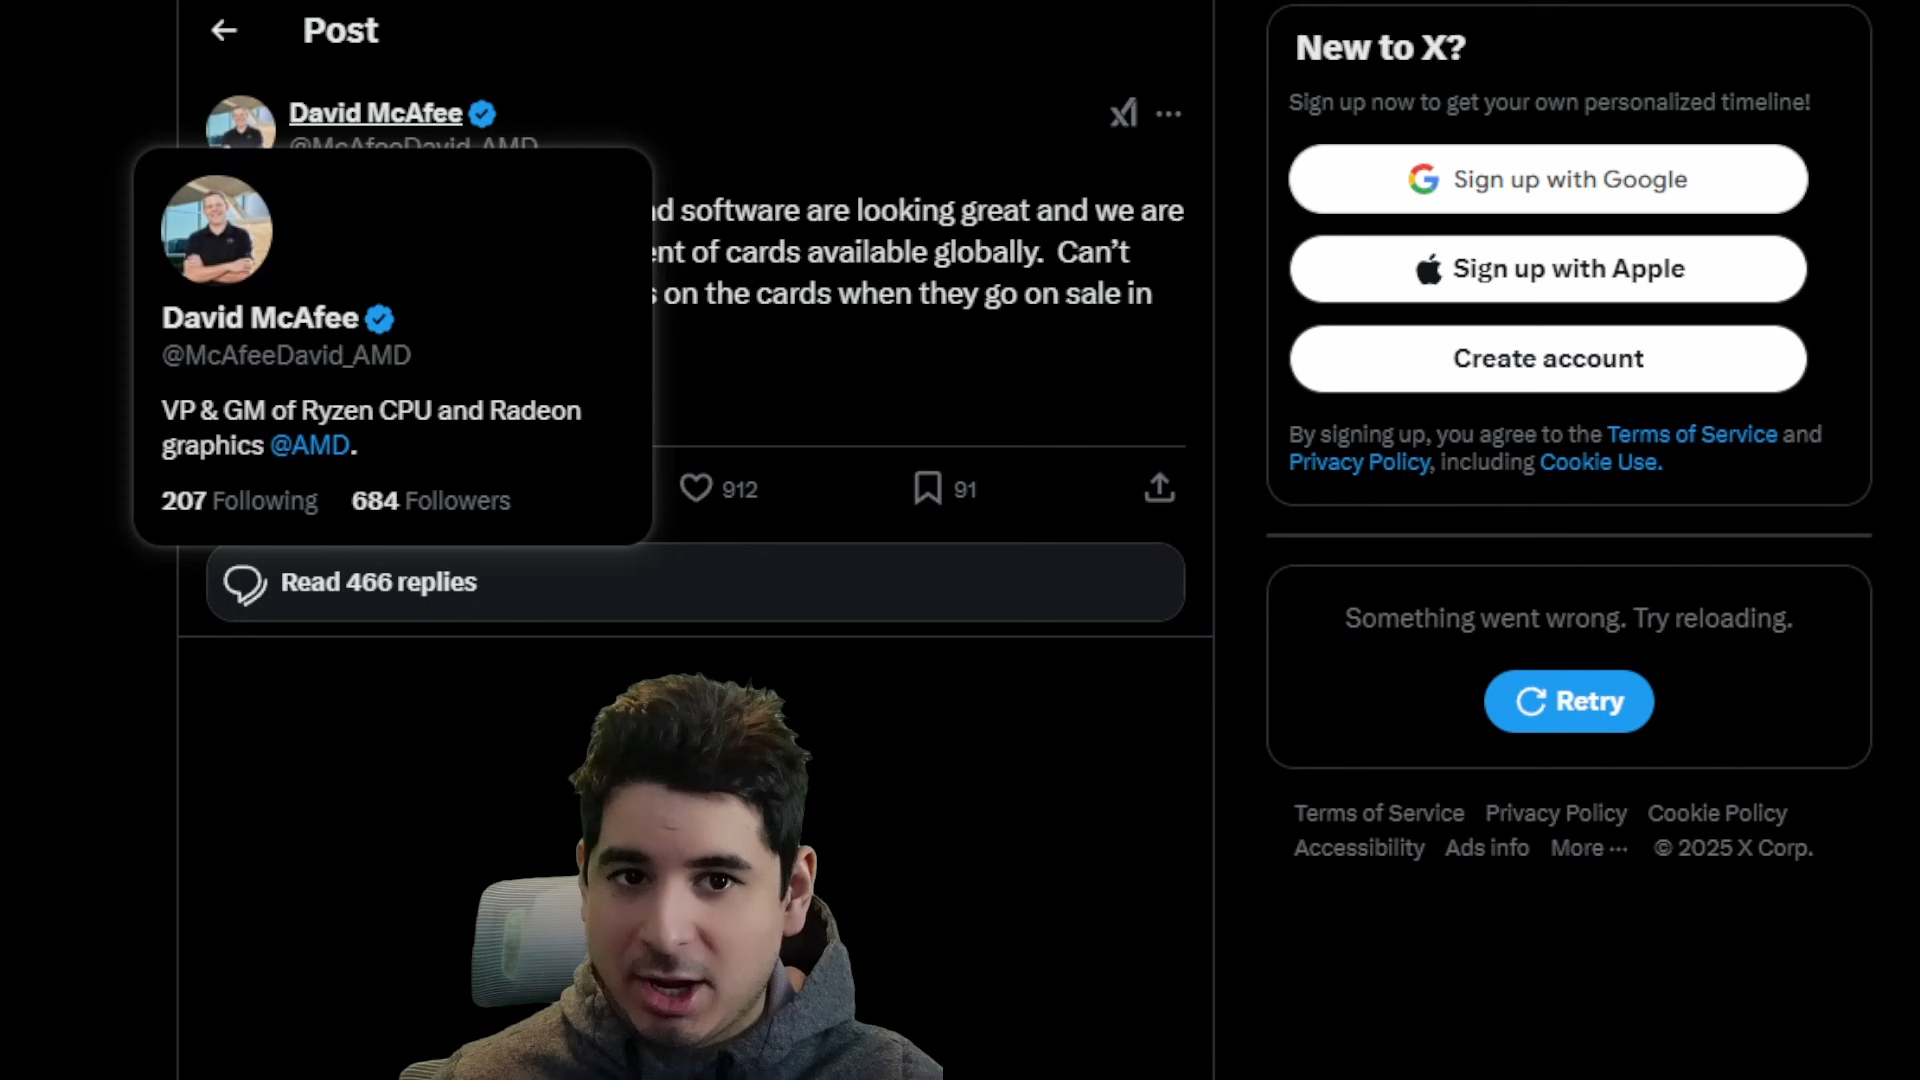 Post
David McAfee
@McAfeeDavid_AMD
nd software are looking great and we are
ent of cards available globally. Can't
s on the cards when they go on sale in
David McAfee
@McAfeeDavid_AMD
VP & GM of Ryzen CPU and Radeon
graphics @AMD.
207 Following 684 Followers
912
91
Read 466 replies
New to X?
Sign up now to get your own personalized timeline!
Sign up with Google
Sign up with Apple
Create account
By signing up, you agree to the Terms of Service and
Privacy Policy, including Cookie Use.
Something went wrong. Try reloading.
Retry
Terms of Service Privacy Policy Cookie Policy
Accessibility Ads info More ··· © 2025 X Corp.